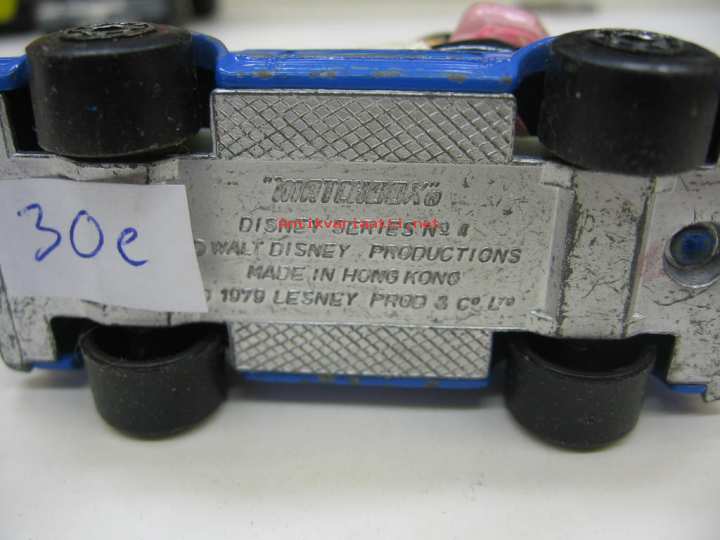 30e
"MATCHBOX"
Antikvariaatti.net
DISNEY SERIES Nº
© WALT DISNEY PRODUCTIONS
MADE IN HONG KONG
© 1979 LESNEY PROD & Cº LTD